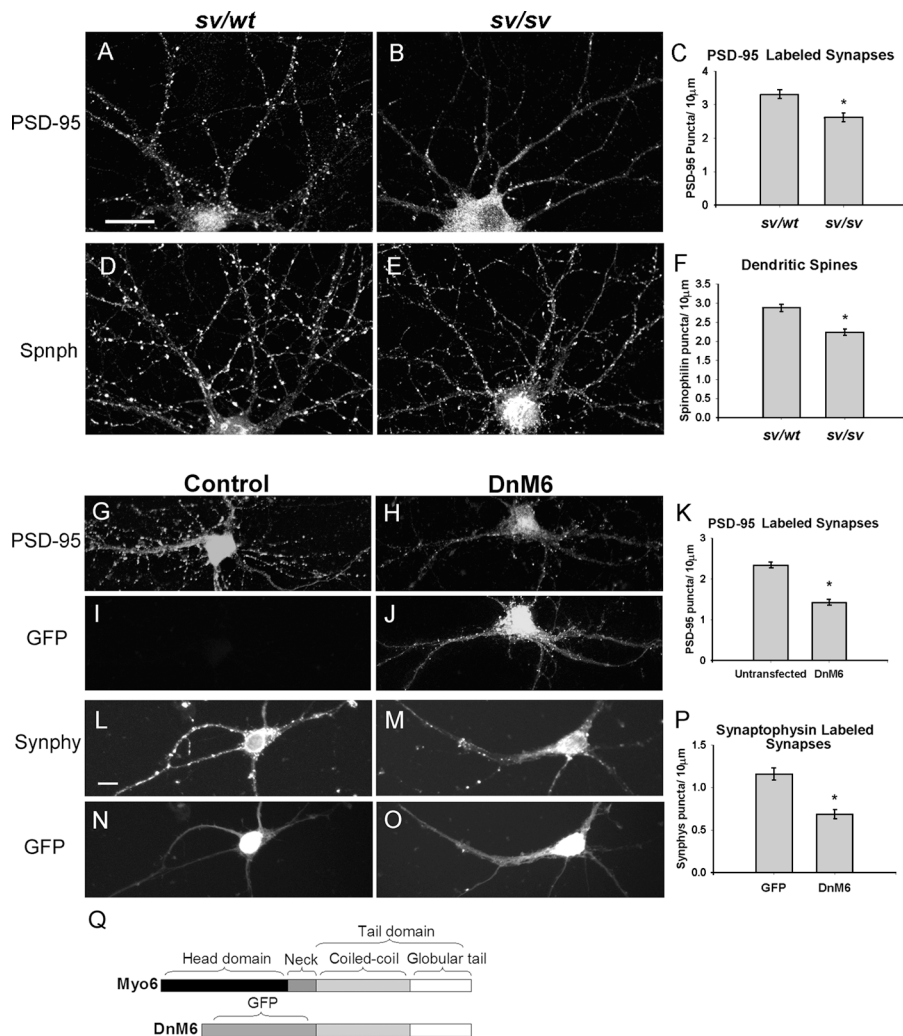 sv/wt
sv/sv
PSD-95
A
B
C
PSD-95 Labeled Synapses
PSD-95 Puncta/ 10μm
4
3
2
1
0
*
sv/wt
sv/sv
Spnph
D
E
F
Dendritic Spines
Spinophilin puncta/ 10μm
3.5
3.0
2.5
2.0
1.5
1.0
0.5
0.0
*
sv/wt
sv/sv
Control
DnM6
PSD-95
G
H
K
PSD-95 Labeled Synapses
PSD-95 puncta/ 10μm
3
2
1
0
*
Untransfected
DnM6
GFP
I
J
Synphy
L
M
P
Synaptophysin Labeled
Synapses
Synphys puncta/ 10μm
1.5
1.0
0.5
0.0
*
GFP
DnM6
GFP
N
O
Q
Tail domain
Head domain
Neck
Coiled-coil
Globular tail
Myo6
GFP
DnM6